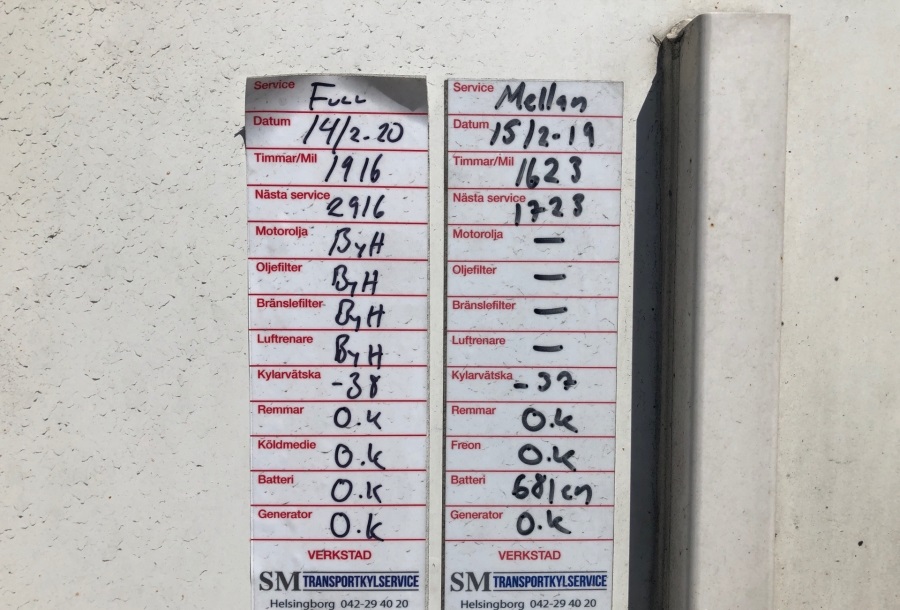 Service Full
Datum 14/2-20
Timmar/Mil 1916
Nästa service 2916
Motorolja ByH
Oljefilter ByH
Bränslefilter ByH
Luftrenare ByH
Kylarvätska -38
Remmar O.K
Köldmedie O.K
Batteri O.K
Generator O.K
VERKSTAD
SM TRANSPORTKYLSERVICE
Helsingborg 042-29 40 20
Service Mellan
Datum 15/2-19
Timmar/Mil 1623
Nästa service 1723
Motorolja —
Oljefilter —
Bränslefilter —
Luftrenare —
Kylarvätska -37
Remmar O.K
Freon O.K
Batteri
Generator O.K
VERKSTAD
SM TRANSPORTKYLSERVICE
Helsingborg 042-29 40 20